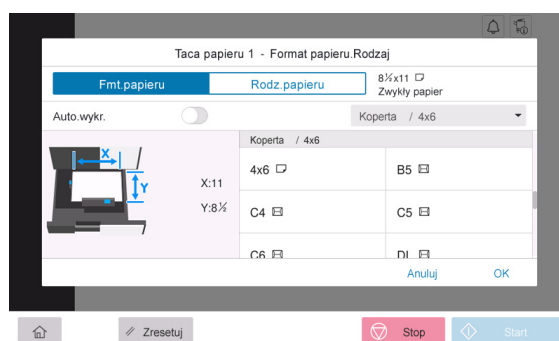 Taca papieru 1 - Format papieru.Rodzaj
Fmt.papieru
Rodz.papieru
8½x11
Zwykły papier
Auto.wykr.
Koperta / 4x6
Koperta / 4x6
X
Y
X:11
Y:8½
4x6
B5
C4
C5
C6
DL
Anuluj
OK
Zresetuj
Stop
Start